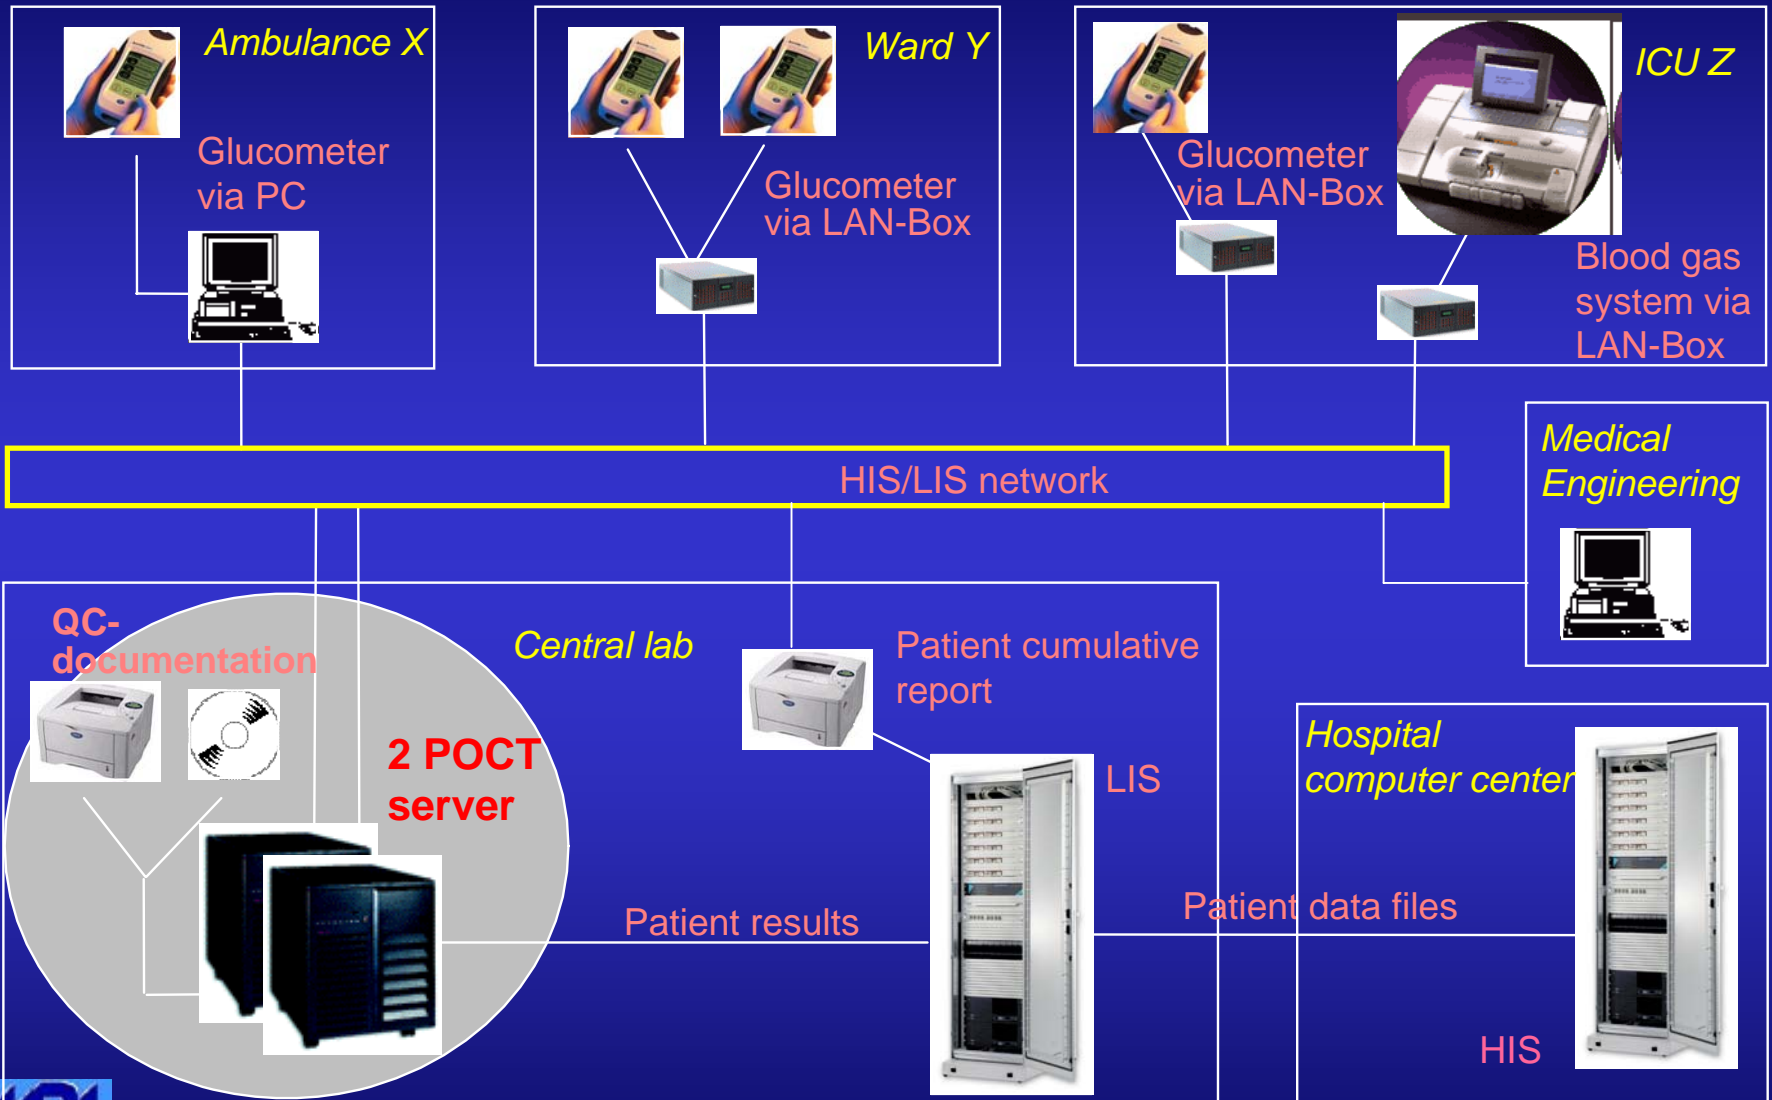 Ambulance X
Glucometer
via PC
Ward Y
Glucometer
via LAN-Box
ICU Z
Glucometer
via LAN-Box
Blood gas
system via
LAN-Box
HIS/LIS network
Medical
Engineering
QC-
documentation
2 POCT
server
Central lab
Patient cumulative
report
LIS
Patient results
Hospital
computer center
Patient data files
HIS